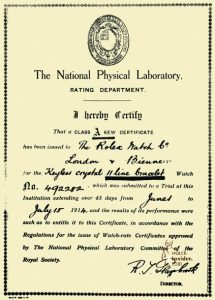 The National Physical Laboratory.
RATING DEPARTMENT.
I hereby Certify
That a CLASS A KEW CERTIFICATE
has been issued to The Rolex Watch Co
London & Bienne
for the Keyless crystal 11 line bracelet Watch
No. 492302, which was submitted to a Trial at this
Institution extending over 45 days from June 1 to
July 15 1914, and the results of the performance were
such as to entitle it to this Certificate, in accordance with the
Regulations for the issue of Watch-rate Certificates approved
by The National Physical Laboratory Committee of the
Royal Society.
DIRECTOR.